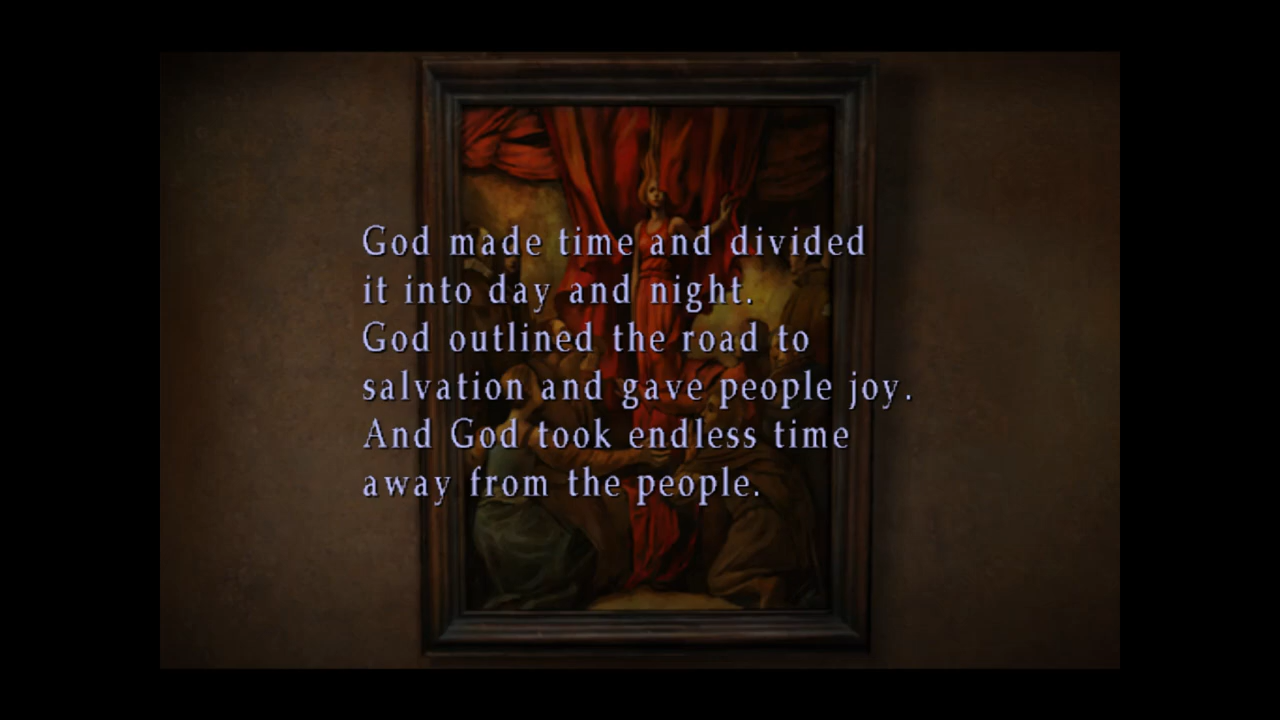 God made time and divided
it into day and night.
God outlined the road to
salvation and gave people joy.
And God took endless time
away from the people.